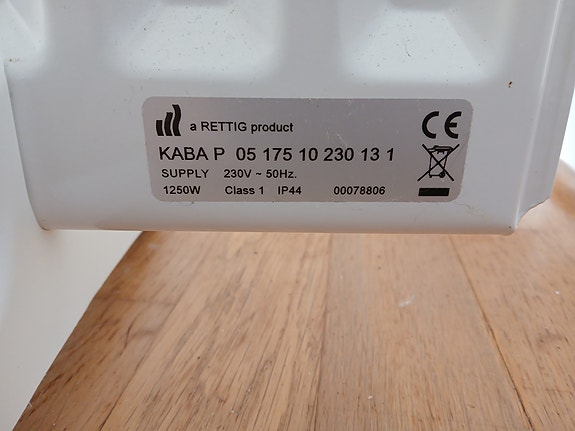 a RETTIG product
KABA P 05 175 10 230 13 1
SUPPLY 230V ~ 50Hz.
1250W Class 1 IP44 00078806
CE